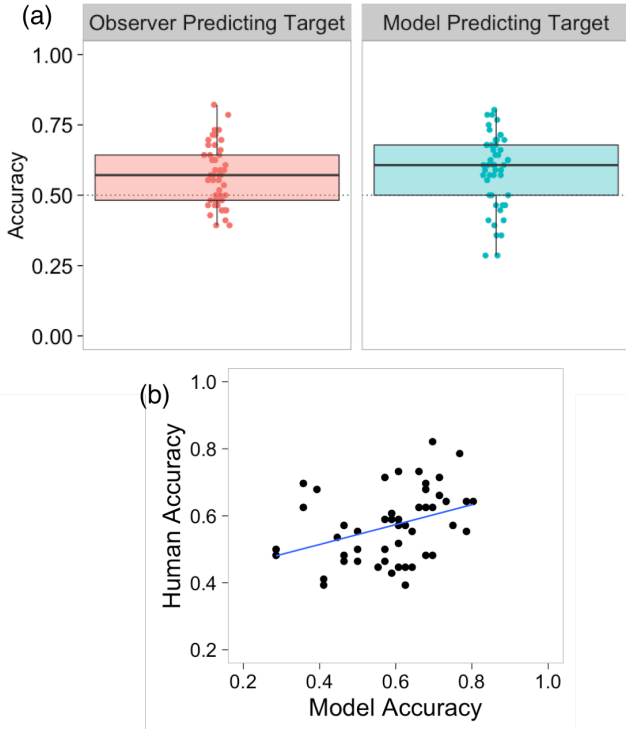 (a)
Observer Predicting Target
Model Predicting Target
1.00
0.75
0.50
0.25
0.00
Accuracy
(b)
1.0
0.8
0.6
0.4
0.2
Human Accuracy
0.2 0.4 0.6 0.8 1.0
Model Accuracy